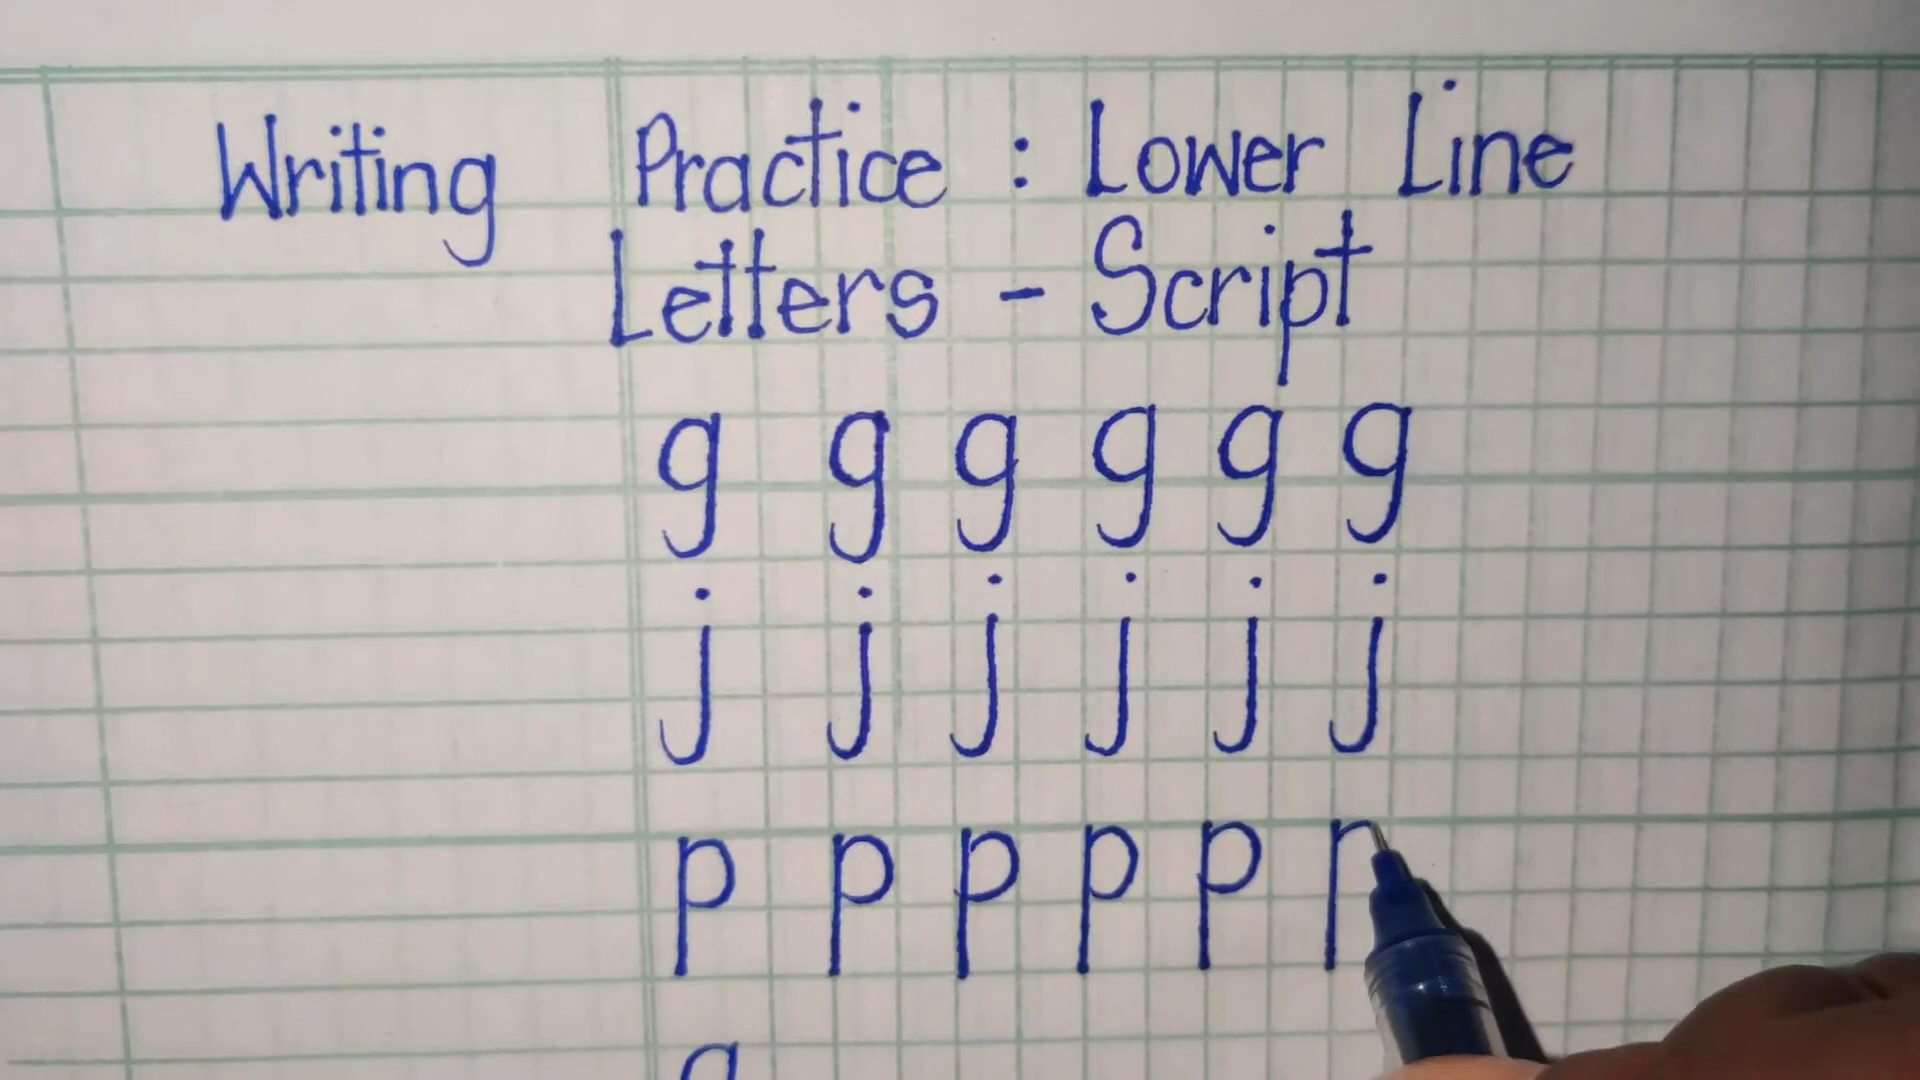 Writing Practice : Lower Line
Letters - Script
g g g g g g
j j j j j j
p p p p p